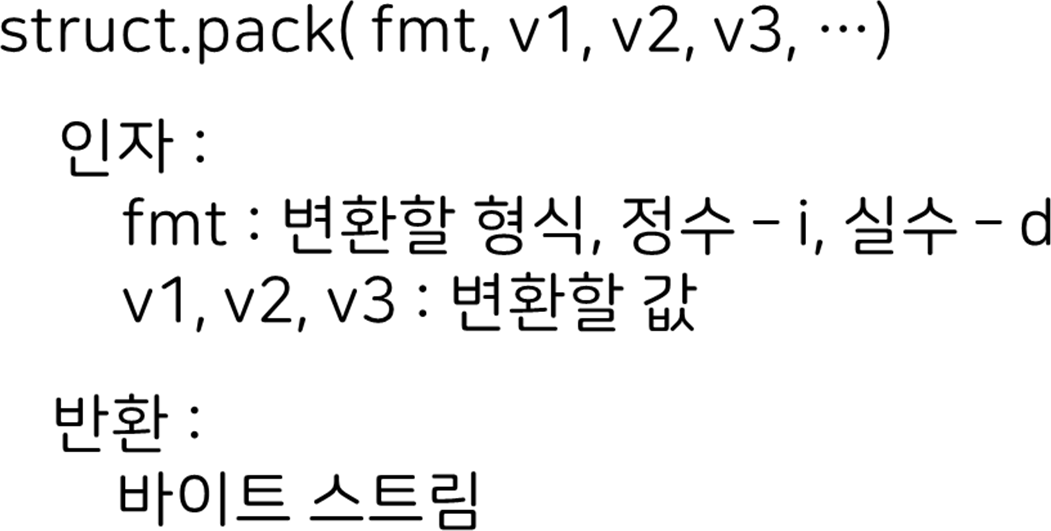 struct.pack( fmt, v1, v2, v3, ⋯)
인자 :
fmt : 변환할 형식, 정수 – i, 실수 – d
v1, v2, v3 : 변환할 값
반환 :
바이트 스트림